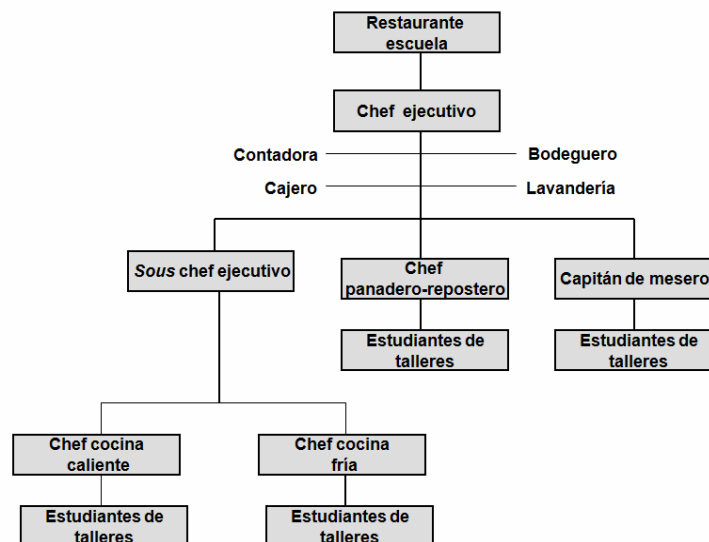 Restaurante
escuela
Chef ejecutivo
Contadora
Bodeguero
Cajero
Lavandería
Sous chef ejecutivo
Chef
panadero-repostero
Capitán de mesero
Estudiantes de
talleres
Estudiantes de
talleres
Chef cocina
caliente
Chef cocina
fría
Estudiantes de
talleres
Estudiantes de
talleres